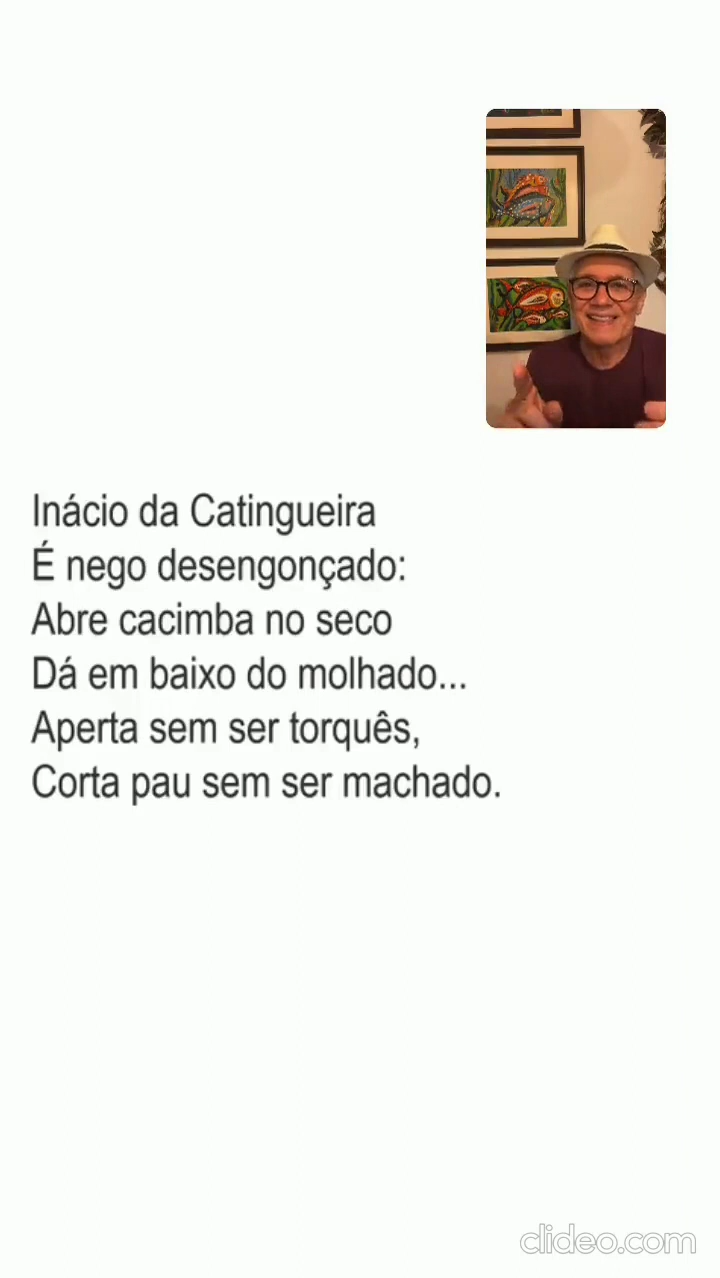 Inácio da Catingueira
É nego desengonçado:
Abre cacimba no seco
Dá em baixo do molhado...
Aperta sem ser torquês,
Corta pau sem ser machado.
clideo.com